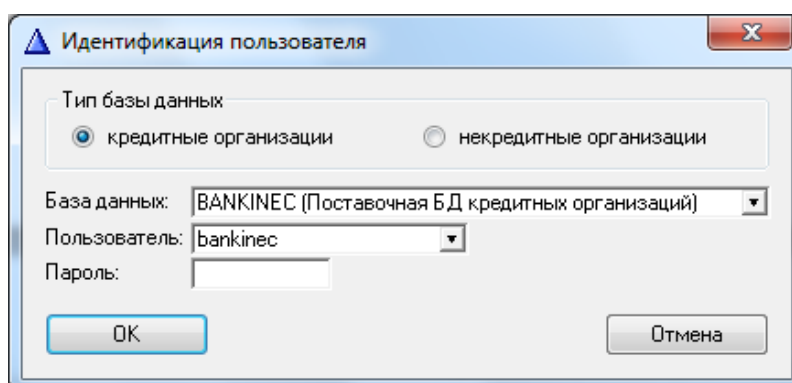 Идентификация пользователя
Тип базы данных
кредитные организации некредитные организации
База данных: BANKINEC (Поставочная БД кредитных организаций)
Пользователь: bankinec
Пароль:
OK Отмена